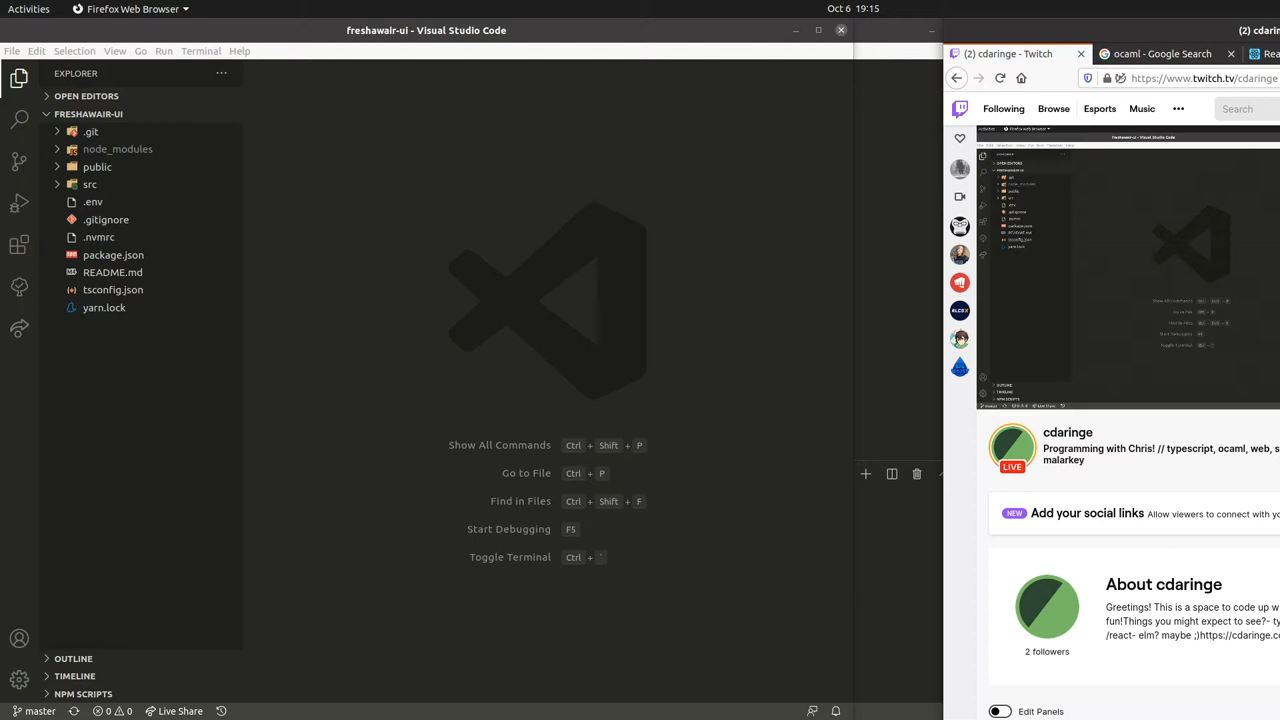 Activities
Firefox Web Browser
Oct 6 19:15
freshawair-ui - Visual Studio Code
File Edit Selection View Go Run Terminal Help
EXPLORER
OPEN EDITORS
FRESHAWAIR-UI
.git
node_modules
public
src
.env
.gitignore
.nvmrc
package.json
README.md
tsconfig.json
yarn.lock
OUTLINE
TIMELINE
NPM SCRIPTS
master
0 0
Live Share
Show All Commands Ctrl + Shift + P
Go to File Ctrl + P
Find in Files Ctrl + Shift + F
Start Debugging F5
Toggle Terminal Ctrl + `
(2) cdarin
(2) cdaringe - Twitch
ocaml - Google Search
Rea
https://www.twitch.tv/cdaringe
Following Browse Esports Music
Search
cdaringe
LIVE
Programming with Chris! // typescript, ocaml, web, s
malarkey
NEW Add your social links Allow viewers to connect with yo
About cdaringe
Greetings! This is a space to code up w
fun!Things you might expect to see?- ty
/react- elm? maybe ;)https://cdaringe.c
2 followers
Edit Panels